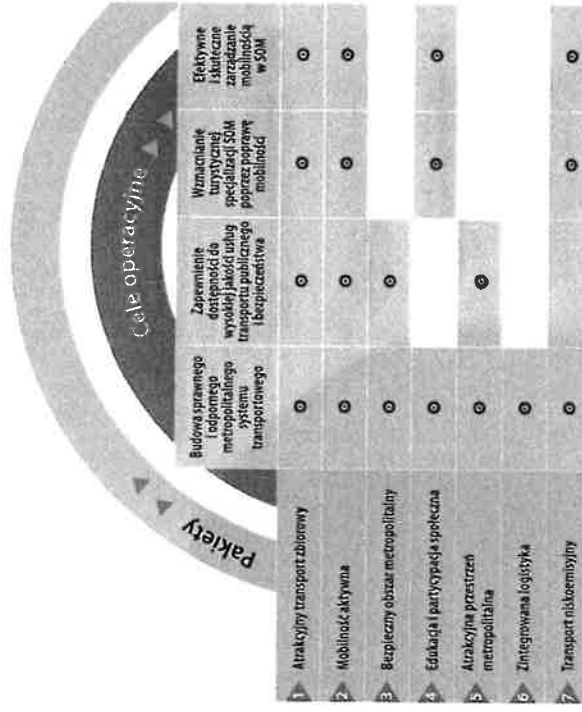 Cele operacyjne
Pakiety
Budowa sprawnego
i odpornego
metropolitalnego
systemu
transportowego
Zapewnienie
dostępności do
wysokiej jakości usług
transportu publicznego
i bezpieczeństwa
Wzmacnianie
turystycznej
specjalizacji SOM
poprzez poprawę
mobilności
Efektywne
i skuteczne
zarządzanie
mobilnością
w SOM
1 Atrakcyjny transport zbiorowy
2 Mobilność aktywna
3 Bezpieczny obszar metropolitalny
4 Edukacja i partycypacja społeczna
5 Atrakcyjna przestrzeń
metropolitalna
6 Zintegrowana logistyka
7 Transport niskoemisyjny